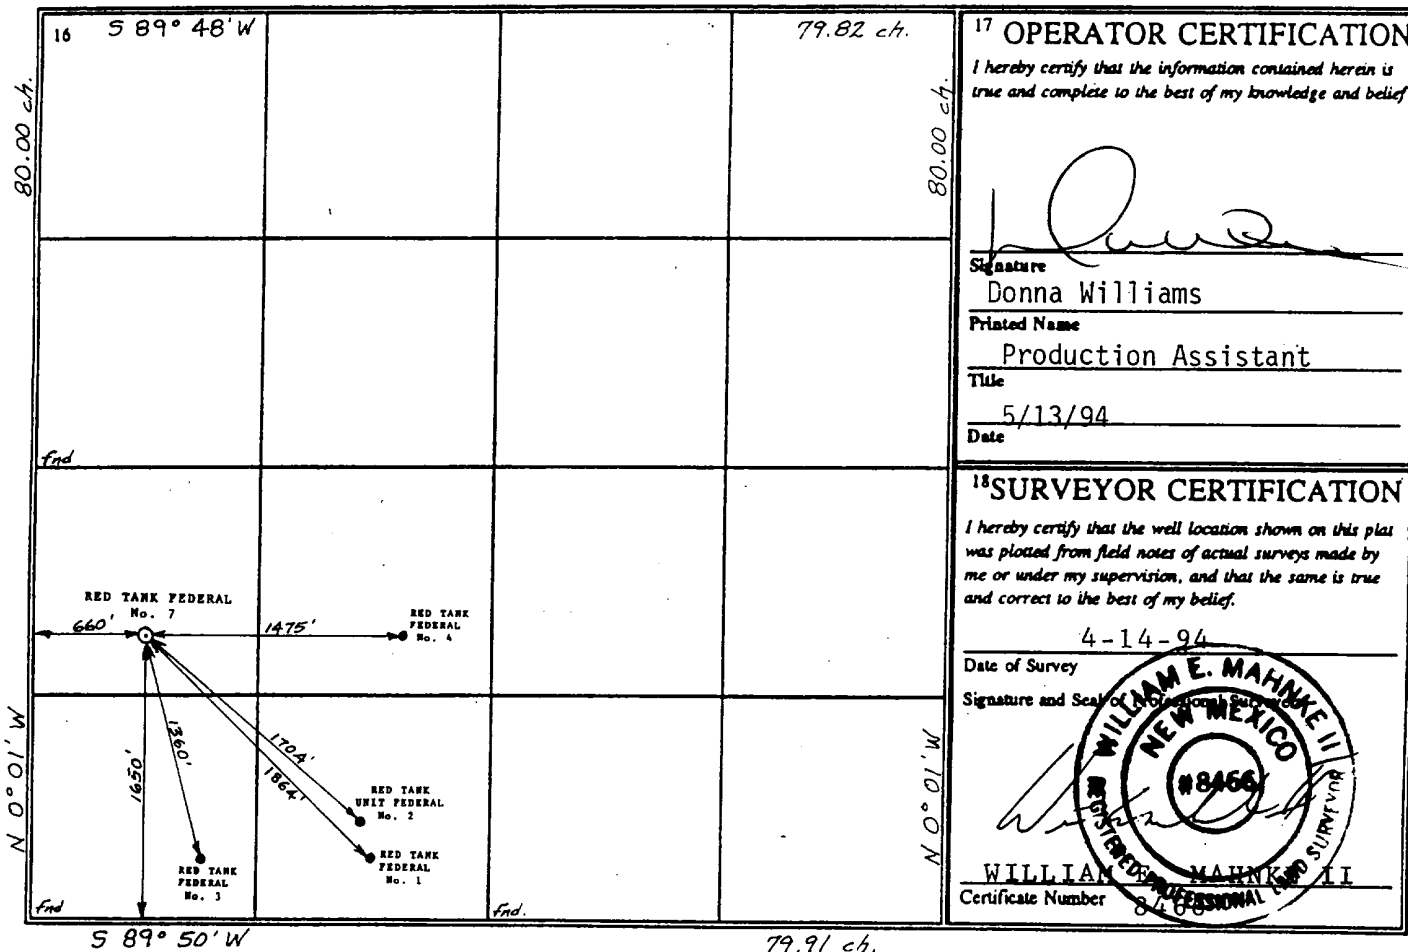 16 S 89° 48' W 79.82 ch.
80.00 ch.
80.00 ch.
fnd
RED TANK FEDERAL
No. 7
660'
1475'
RED TANK
FEDERAL
No. 4
1650'
1360'
1704'
1864'
RED TANK
UNIT FEDERAL
No. 2
RED TANK
FEDERAL
No. 1
RED TANK
FEDERAL
No. 3
N 0° 01' W
N 0° 01' W
fnd
fnd.
S 89° 50' W 79.91 ch.
17 OPERATOR CERTIFICATION
I hereby certify that the information contained herein is
true and complete to the best of my knowledge and belief
Signature
Donna Williams
Printed Name
Production Assistant
Title
5/13/94
Date
18 SURVEYOR CERTIFICATION
I hereby certify that the well location shown on this plat
was plotted from field notes of actual surveys made by
me or under my supervision, and that the same is true
and correct to the best of my belief.
4-14-94
Date of Survey
Signature and Seal of Professional Surveyor
WILLIAM E. MAHNKE II
NEW MEXICO
#8466
REGISTERED PROFESSIONAL LAND SURVEYOR
WILLIAM E. MAHNKE II
Certificate Number 8466